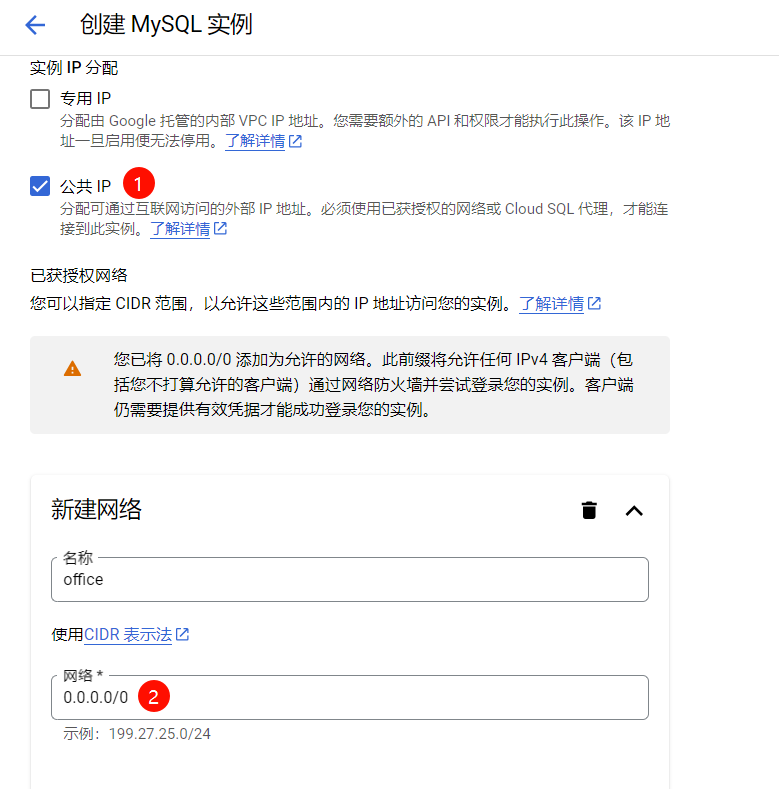 创建 MySQL 实例
实例 IP 分配
专用 IP
分配由 Google 托管的内部 VPC IP 地址。您需要额外的 API 和权限才能执行此操作。该 IP 地
址一旦启用便无法停用。了解详情
公共 IP 1
分配可通过互联网访问的外部 IP 地址。必须使用已获授权的网络或 Cloud SQL 代理，才能连
接到此实例。了解详情
已获授权网络
您可以指定 CIDR 范围，以允许这些范围内的 IP 地址访问您的实例。了解详情
您已将 0.0.0.0/0 添加为允许的网络。此前缀将允许任何 IPv4 客户端（包
括您不打算允许的客户端）通过网络防火墙并尝试登录您的实例。客户端
仍需要提供有效凭据才能成功登录您的实例。
新建网络
名称
office
使用CIDR 表示法
网络 *
0.0.0.0/0 2
示例：199.27.25.0/24